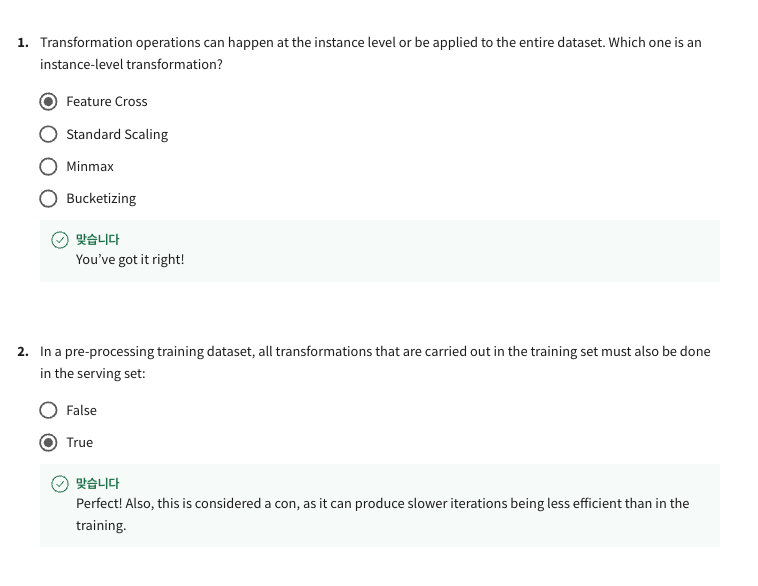 1. Transformation operations can happen at the instance level or be applied to the entire dataset. Which one is an
instance-level transformation?
Feature Cross
Standard Scaling
Minmax
Bucketizing
맞습니다
You’ve got it right!
2. In a pre-processing training dataset, all transformations that are carried out in the training set must also be done
in the serving set:
False
True
맞습니다
Perfect! Also, this is considered a con, as it can produce slower iterations being less efficient than in the
training.